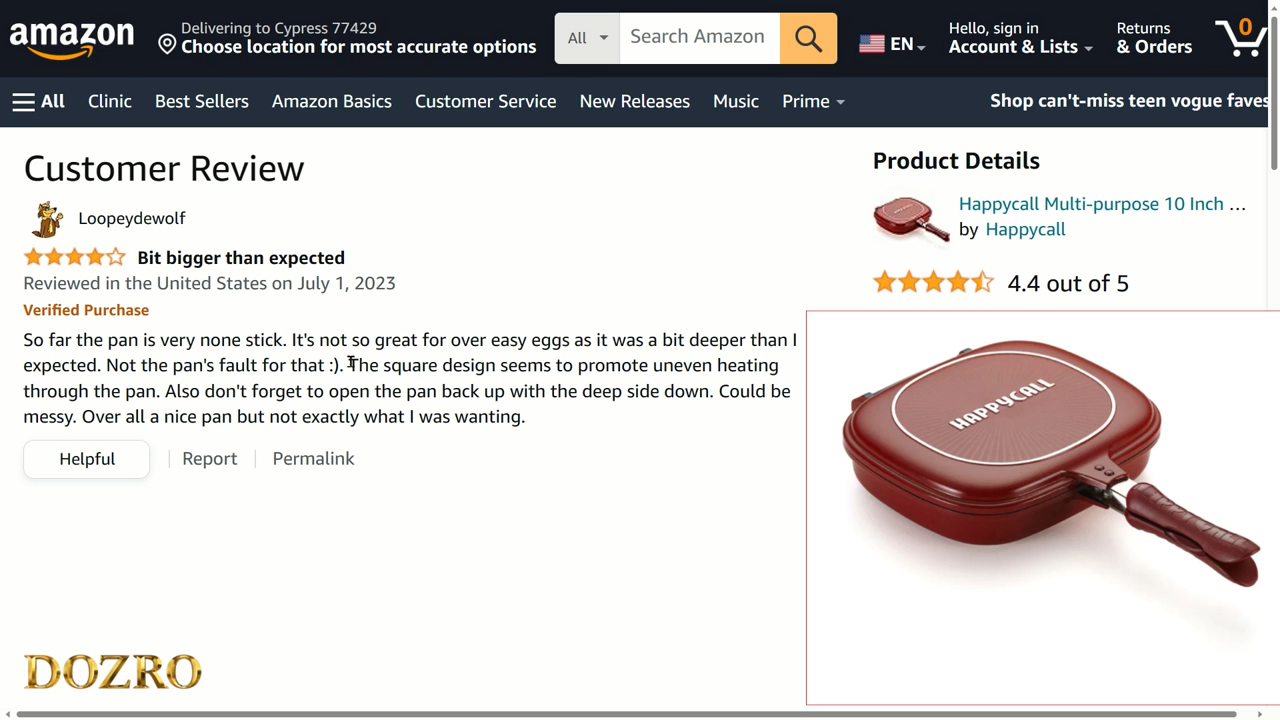 amazon
Delivering to Cypress 77429
Choose location for most accurate options
All
Search Amazon
EN
Hello, sign in
Account & Lists
Returns
& Orders
0
All
Clinic
Best Sellers
Amazon Basics
Customer Service
New Releases
Music
Prime
Shop can't-miss teen vogue faves
Customer Review
Loopeydewolf
Bit bigger than expected
Reviewed in the United States on July 1, 2023
Verified Purchase
So far the pan is very none stick. It's not so great for over easy eggs as it was a bit deeper than I
expected. Not the pan's fault for that :). The square design seems to promote uneven heating
through the pan. Also don't forget to open the pan back up with the deep side down. Could be
messy. Over all a nice pan but not exactly what I was wanting.
Helpful
Report
Permalink
Product Details
Happycall Multi-purpose 10 Inch ...
by Happycall
4.4 out of 5
HAPPYCALL
DOZRO